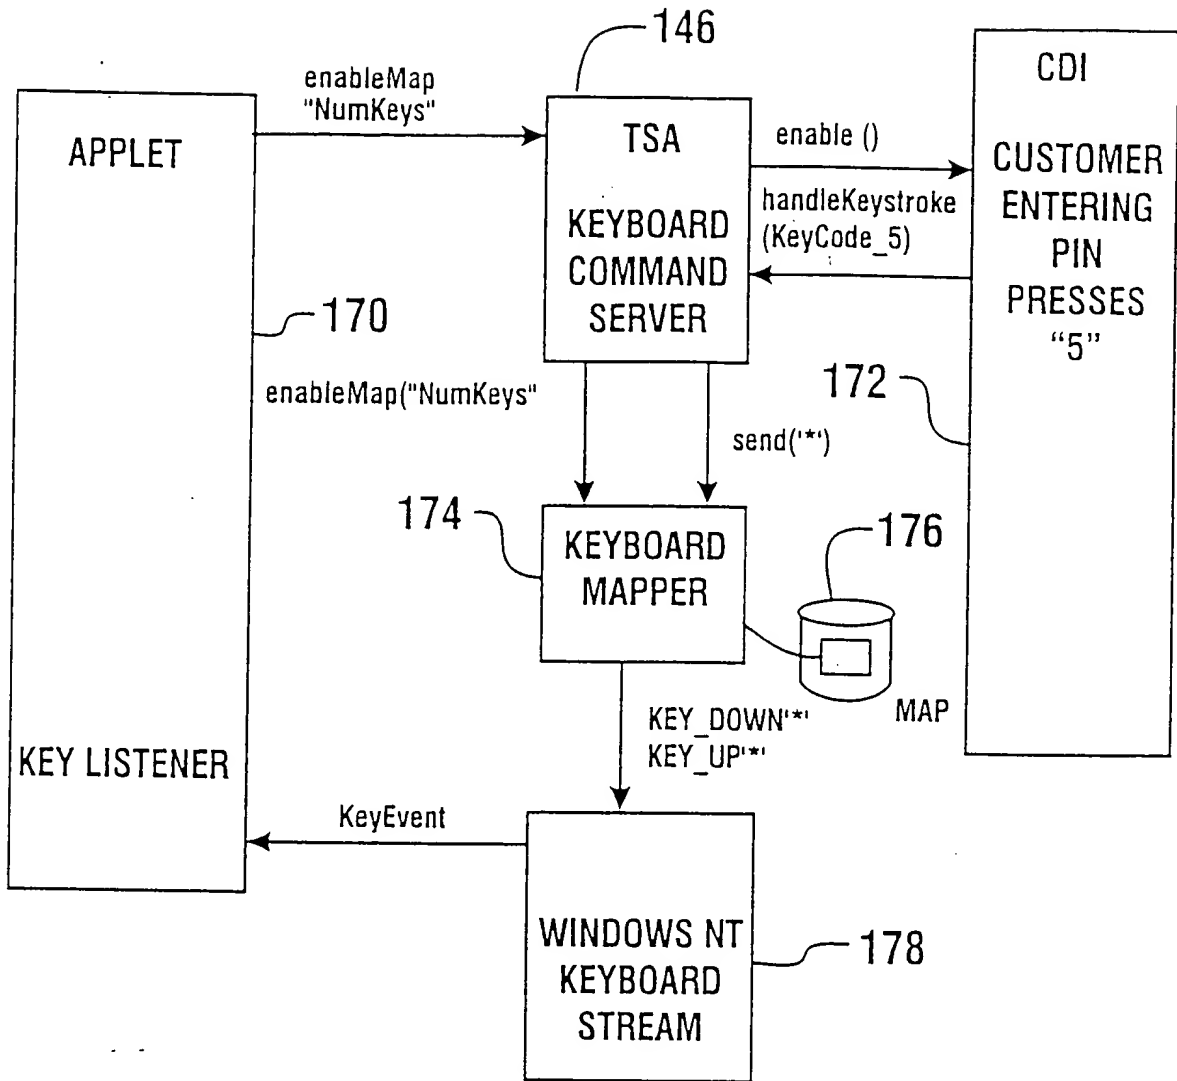 146
enableMap
"NumKeys"
APPLET
TSA
KEYBOARD
COMMAND
SERVER
enable ()
handleKeystroke
(KeyCode_5)
CDI
CUSTOMER
ENTERING
PIN
PRESSES
“5”
170
172
enableMap("NumKeys"
send('*')
174
KEYBOARD
MAPPER
176
MAP
KEY_DOWN'*'
KEY_UP'*'
KEY LISTENER
KeyEvent
WINDOWS NT
KEYBOARD
STREAM
178